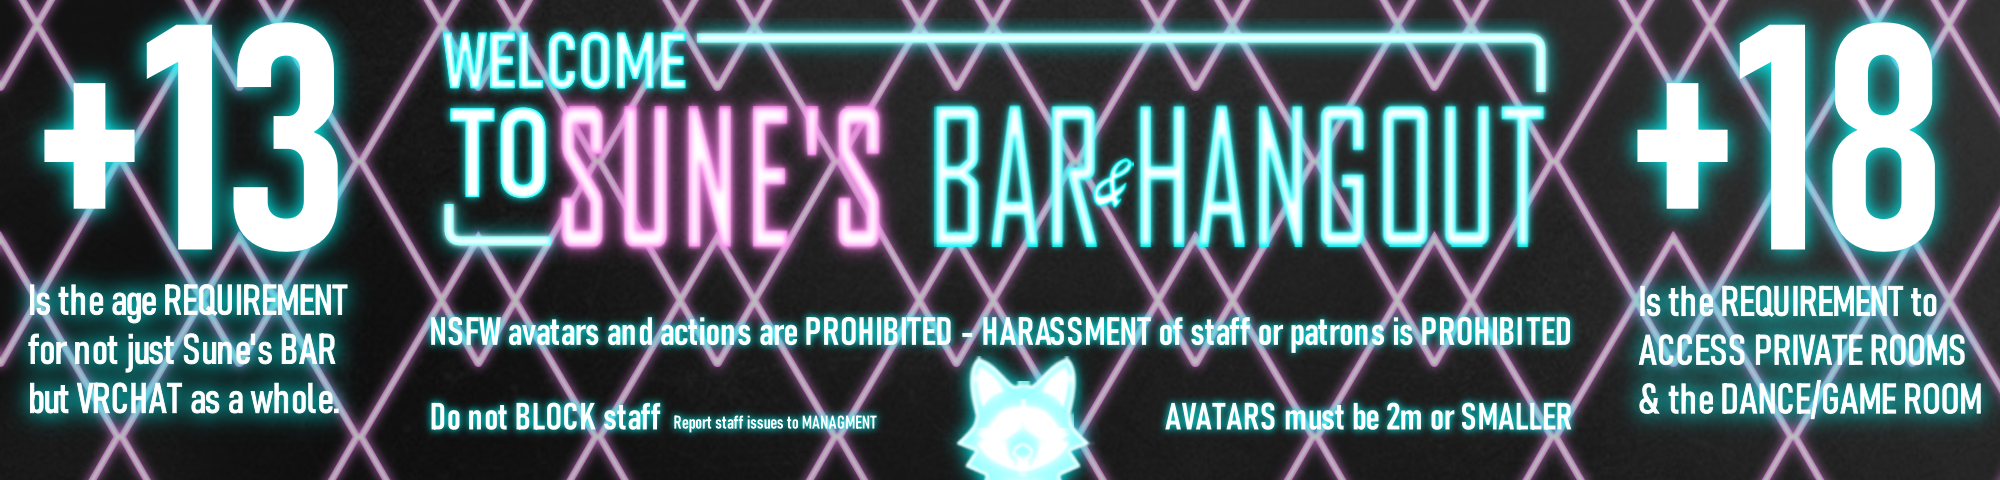 +13
Is the age REQUIREMENT
for not just Sune's BAR
but VRCHAT as a whole.
WELCOME
TO SUNE'S BAR & HANGOUT
NSFW avatars and actions are PROHIBITED - HARASSMENT of staff or patrons is PROHIBITED
Do not BLOCK staff Report staff issues to MANAGMENT
AVATARS must be 2m or SMALLER
+18
Is the REQUIREMENT to
ACCESS PRIVATE ROOMS
& the DANCE/GAME ROOM